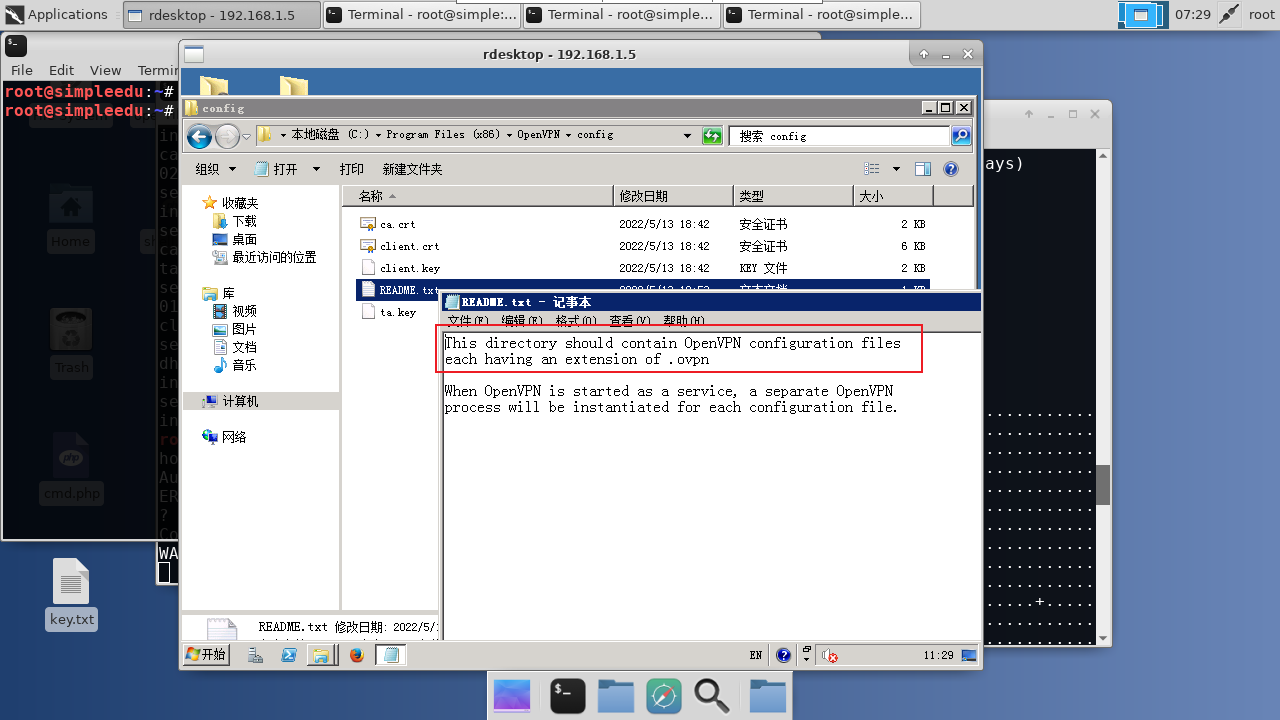 Applications
rdesktop - 192.168.1.5
Terminal - root@simple:...
Terminal - root@simple...
Terminal - root@simple...
07:29
root
rdesktop - 192.168.1.5
File Edit View
root@simpleedu:~#
root@simpleedu:~#
config
本地磁盘 (C:) Program Files (x86) OpenVPN config
搜索 config
组织 打开 打印 新建文件夹
名称 修改日期 类型 大小
收藏夹
下载
桌面
最近访问的位置
库
视频
图片
文档
音乐
计算机
网络
ca.crt 2022/5/13 18:42 安全证书 2 KB
client.crt 2022/5/13 18:42 安全证书 6 KB
client.key 2022/5/13 18:42 KEY 文件 2 KB
README.txt
ta.key
README.txt - 记事本
文件(F) 编辑(E) 格式(O) 查看(V) 帮助(H)
This directory should contain OpenVPN configuration files
each having an extension of .ovpn
When OpenVPN is started as a service, a separate OpenVPN
process will be instantiated for each configuration file.
README.txt 修改日期: 2022/5/
开始
EN
11:29
Home
Trash
cmd.php
key.txt
ays)
WA